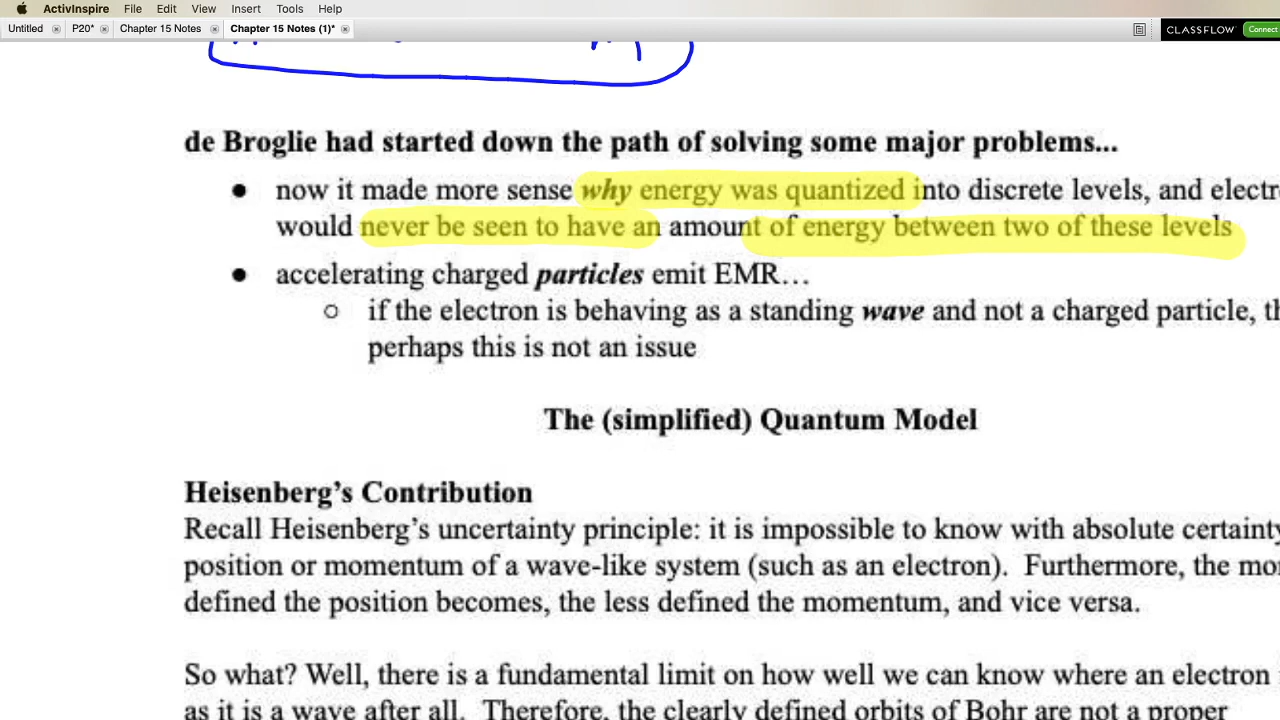 ActivInspire File Edit View Insert Tools Help
Untitled P20* Chapter 15 Notes Chapter 15 Notes (1)*
CLASSFLOW Connect
de Broglie had started down the path of solving some major problems...
now it made more sense why energy was quantized into discrete levels, and electr
would never be seen to have an amount of energy between two of these levels
accelerating charged particles emit EMR…
if the electron is behaving as a standing wave and not a charged particle, th
perhaps this is not an issue
The (simplified) Quantum Model
Heisenberg's Contribution
Recall Heisenberg's uncertainty principle: it is impossible to know with absolute certainty
position or momentum of a wave-like system (such as an electron). Furthermore, the mo
defined the position becomes, the less defined the momentum, and vice versa.
So what? Well, there is a fundamental limit on how well we can know where an electron
as it is a wave after all. Therefore, the clearly defined orbits of Bohr are not a proper